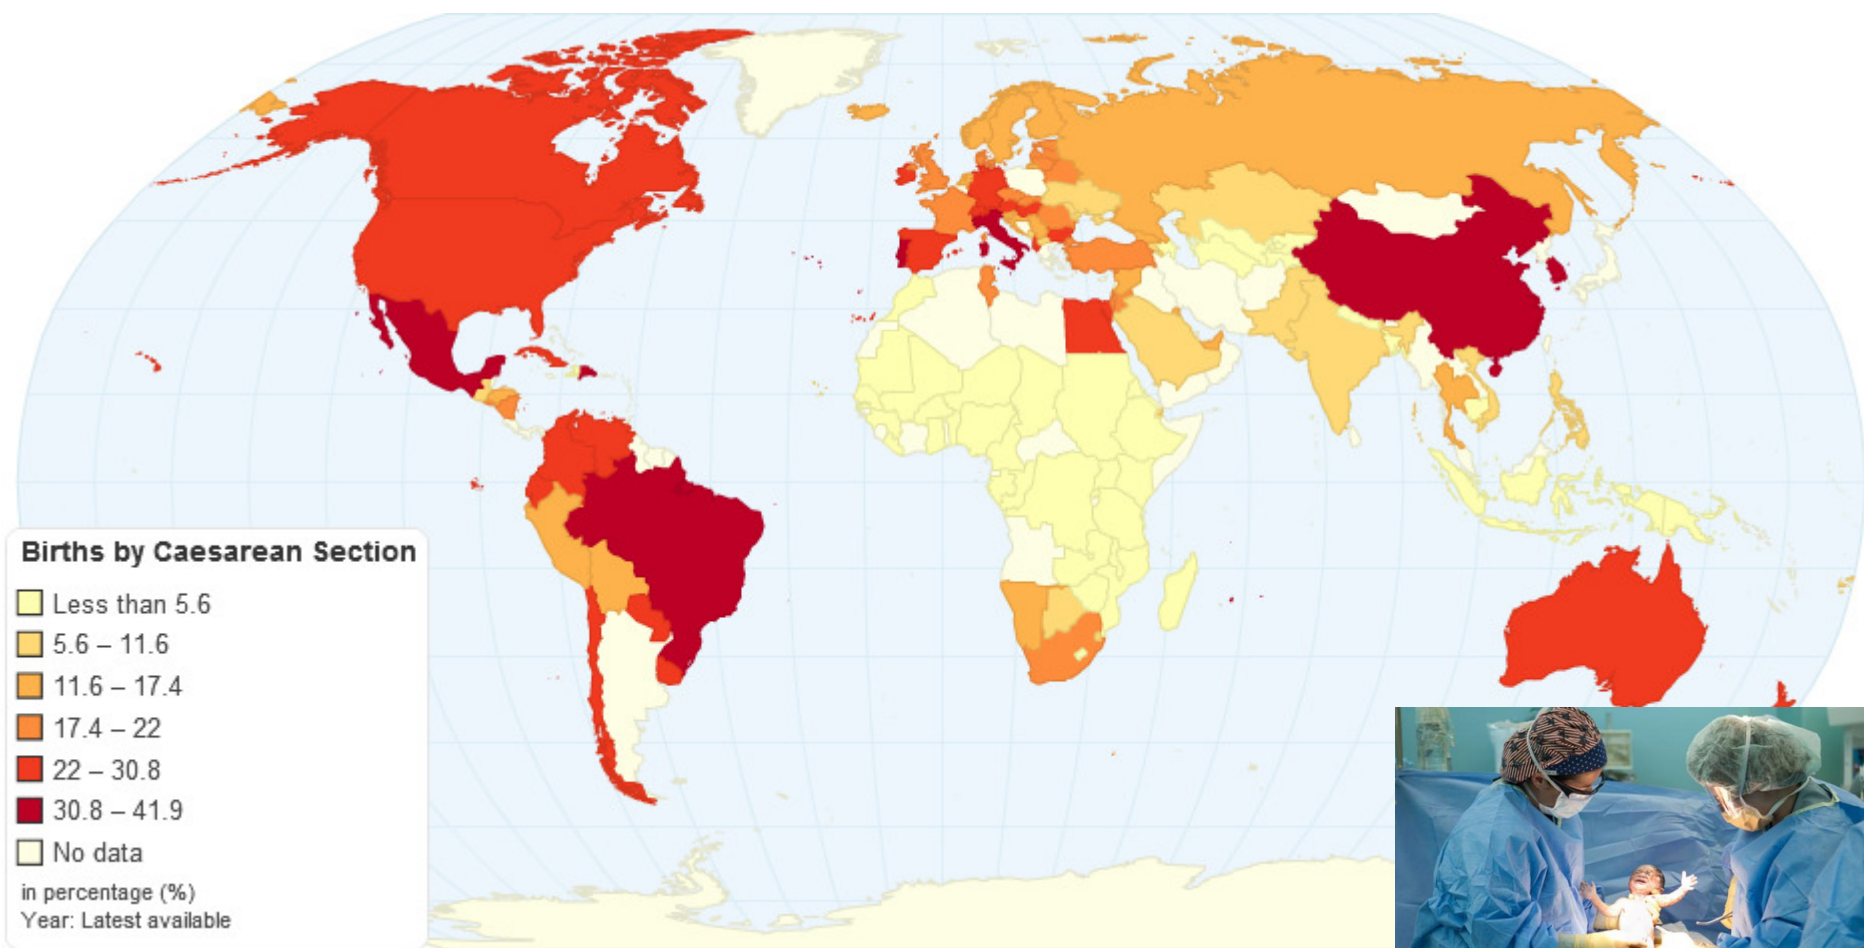 Births by Caesarean Section
Less than 5.6
5.6 – 11.6
11.6 – 17.4
17.4 – 22
22 – 30.8
30.8 – 41.9
No data
in percentage (%)
Year: Latest available